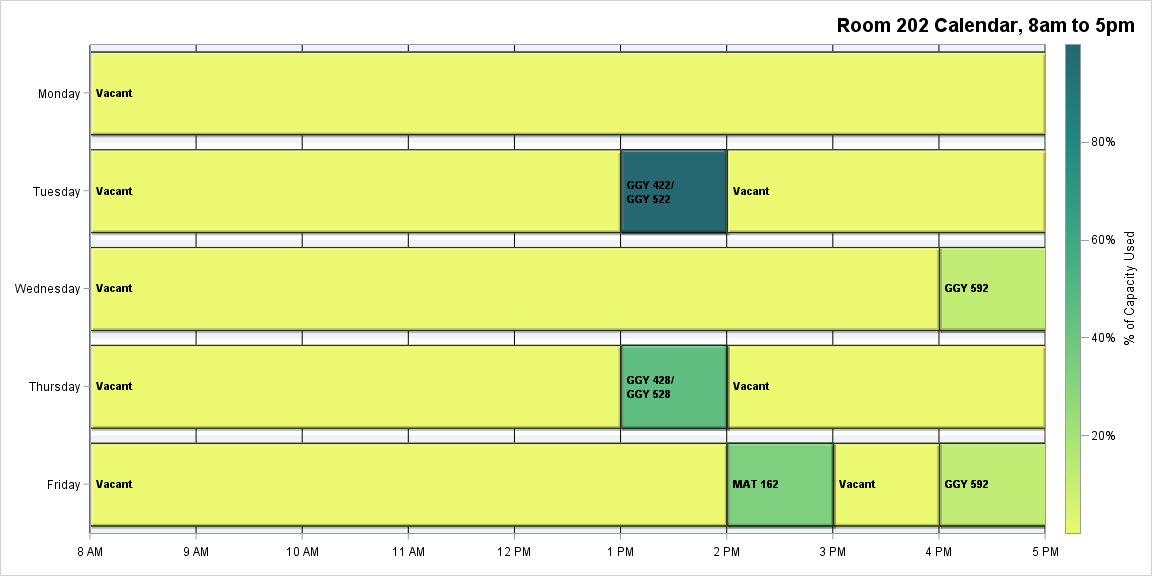 Room 202 Calendar, 8am to 5pm
Monday
Vacant
Tuesday
Vacant
GGY 422/
GGY 522
Vacant
Wednesday
Vacant
GGY 592
Thursday
Vacant
GGY 428/
GGY 528
Vacant
Friday
Vacant
MAT 162
Vacant
GGY 592
8 AM
9 AM
10 AM
11 AM
12 PM
1 PM
2 PM
3 PM
4 PM
5 PM
80%
60%
40%
20%
% of Capacity Used